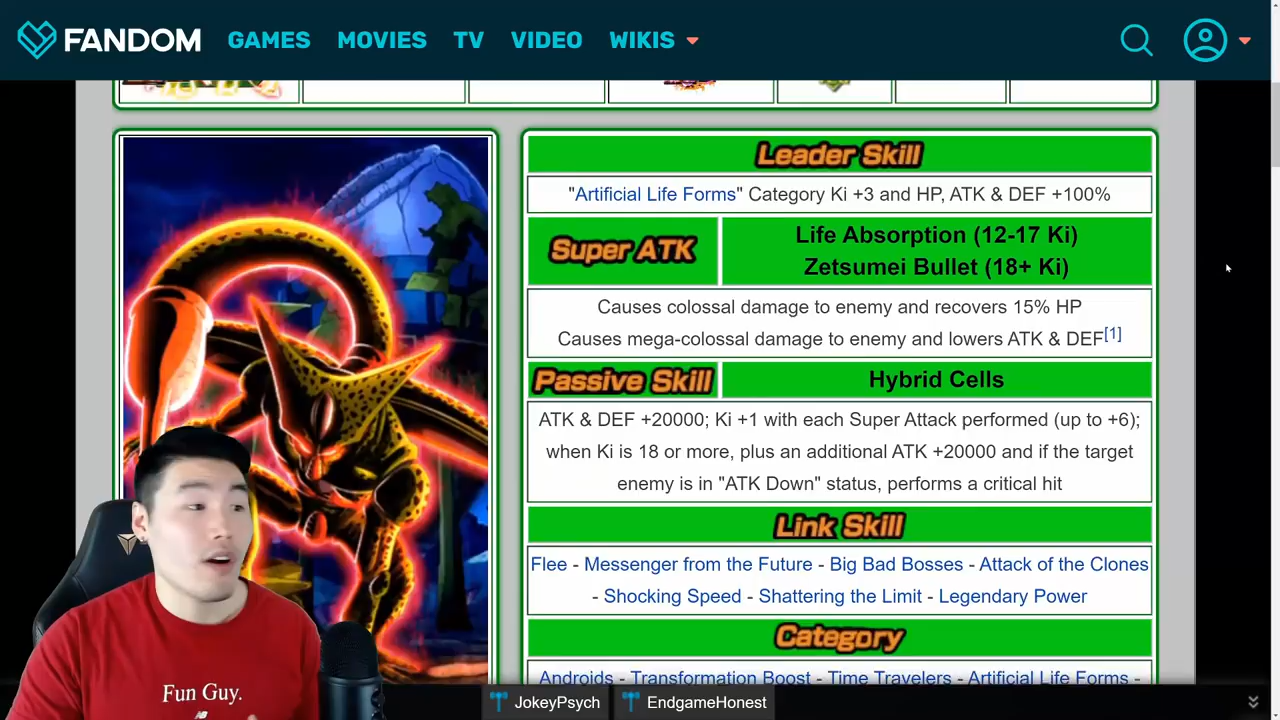 FANDOM GAMES MOVIES TV VIDEO WIKIS
Leader Skill
"Artificial Life Forms" Category Ki +3 and HP, ATK & DEF +100%
Super ATK
Life Absorption (12-17 Ki)
Zetsumei Bullet (18+ Ki)
Causes colossal damage to enemy and recovers 15% HP
Causes mega-colossal damage to enemy and lowers ATK & DEF[1]
Passive Skill Hybrid Cells
ATK & DEF +20000; Ki +1 with each Super Attack performed (up to +6);
when Ki is 18 or more, plus an additional ATK +20000 and if the target
enemy is in "ATK Down" status, performs a critical hit
Link Skill
Flee - Messenger from the Future - Big Bad Bosses - Attack of the Clones
- Shocking Speed - Shattering the Limit - Legendary Power
Category
Androids - Transformation Boost - Time Travelers - Artificial Life Forms -
Fun Guy.
JokeyPsych EndgameHonest